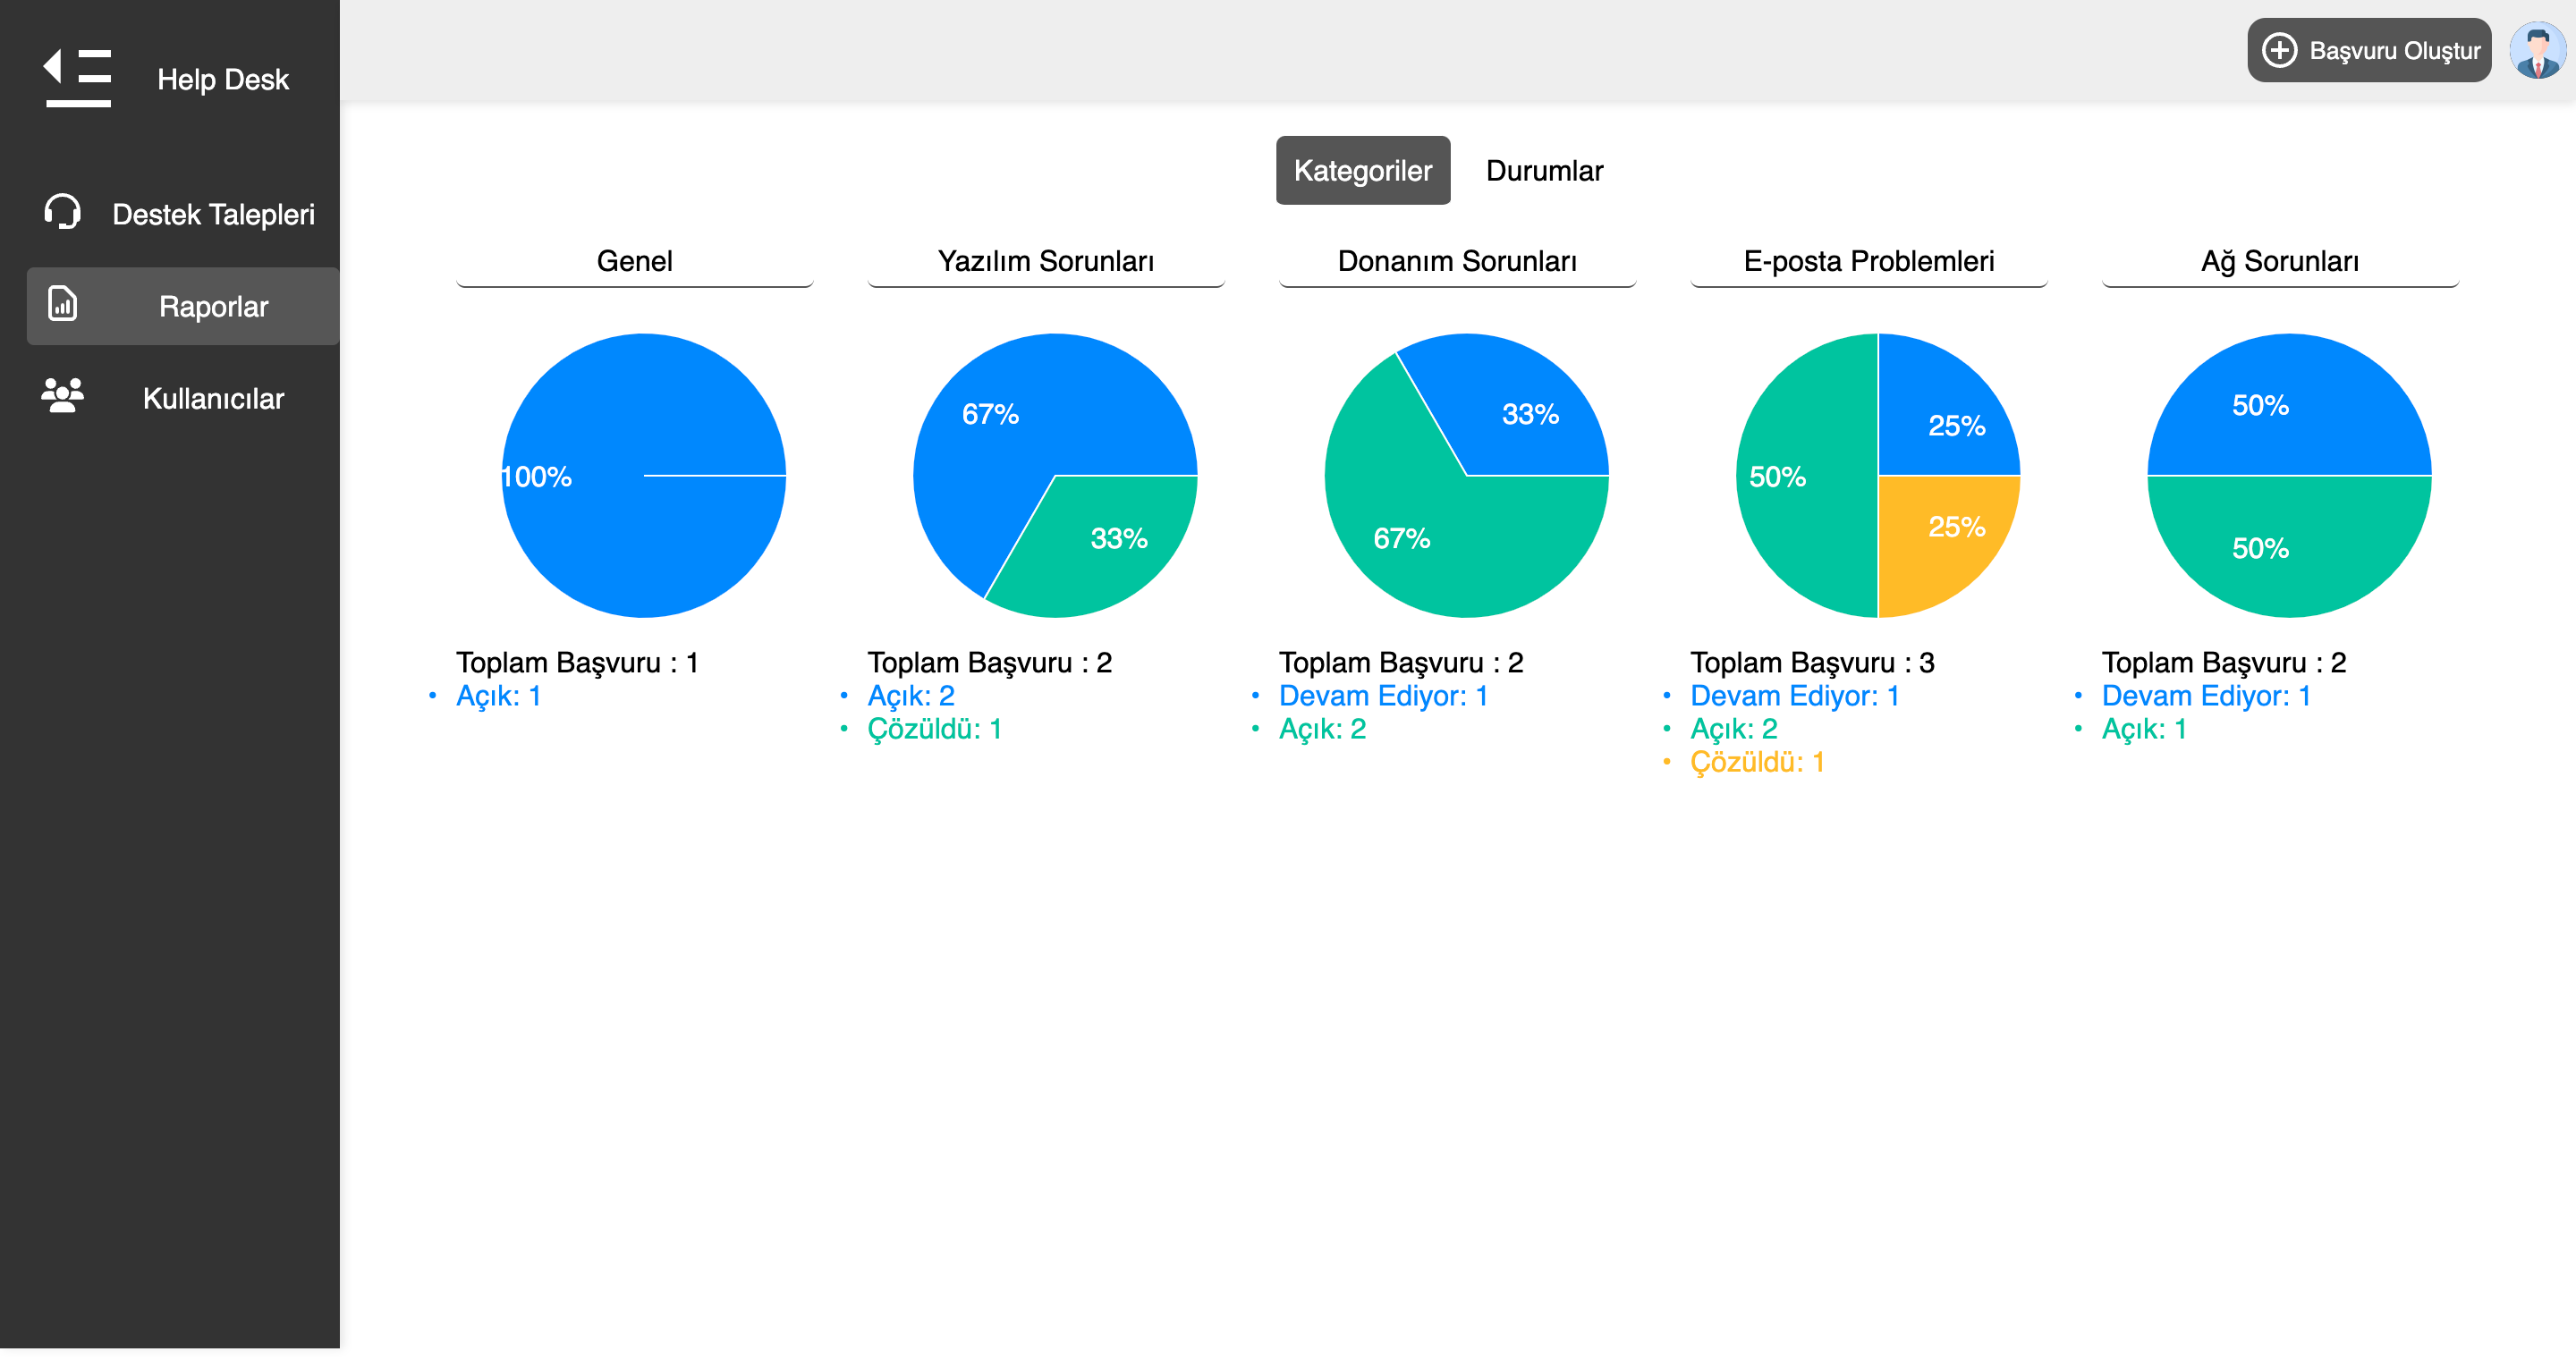 Help Desk
Başvuru Oluştur
Destek Talepleri
Raporlar
Kullanıcılar
Kategoriler
Durumlar
Genel
100%
Toplam Başvuru : 1
• Açık: 1
Yazılım Sorunları
67%
33%
Toplam Başvuru : 2
• Açık: 2
• Çözüldü: 1
Donanım Sorunları
33%
67%
Toplam Başvuru : 2
• Devam Ediyor: 1
• Açık: 2
E-posta Problemleri
25%
50%
25%
Toplam Başvuru : 3
• Devam Ediyor: 1
• Açık: 2
• Çözüldü: 1
Ağ Sorunları
50%
50%
Toplam Başvuru : 2
• Devam Ediyor: 1
• Açık: 1